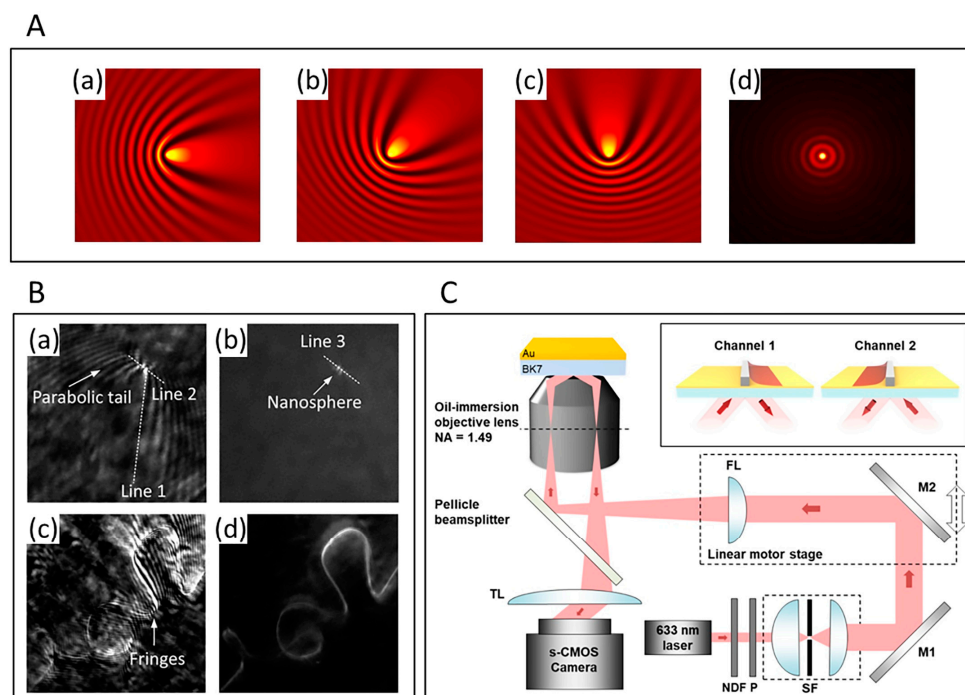 A
(a)
(b)
(c)
(d)
B
(a)
Parabolic tail
Line 2
Line 1
(b)
Line 3
Nanosphere
(c)
Fringes
(d)
C
Au
BK7
Oil-immersion
objective lens
NA = 1.49
Pellicle
beamsplitter
TL
s-CMOS
Camera
Channel 1
Channel 2
FL
M2
Linear motor stage
633 nm
laser
NDF
P
SF
M1